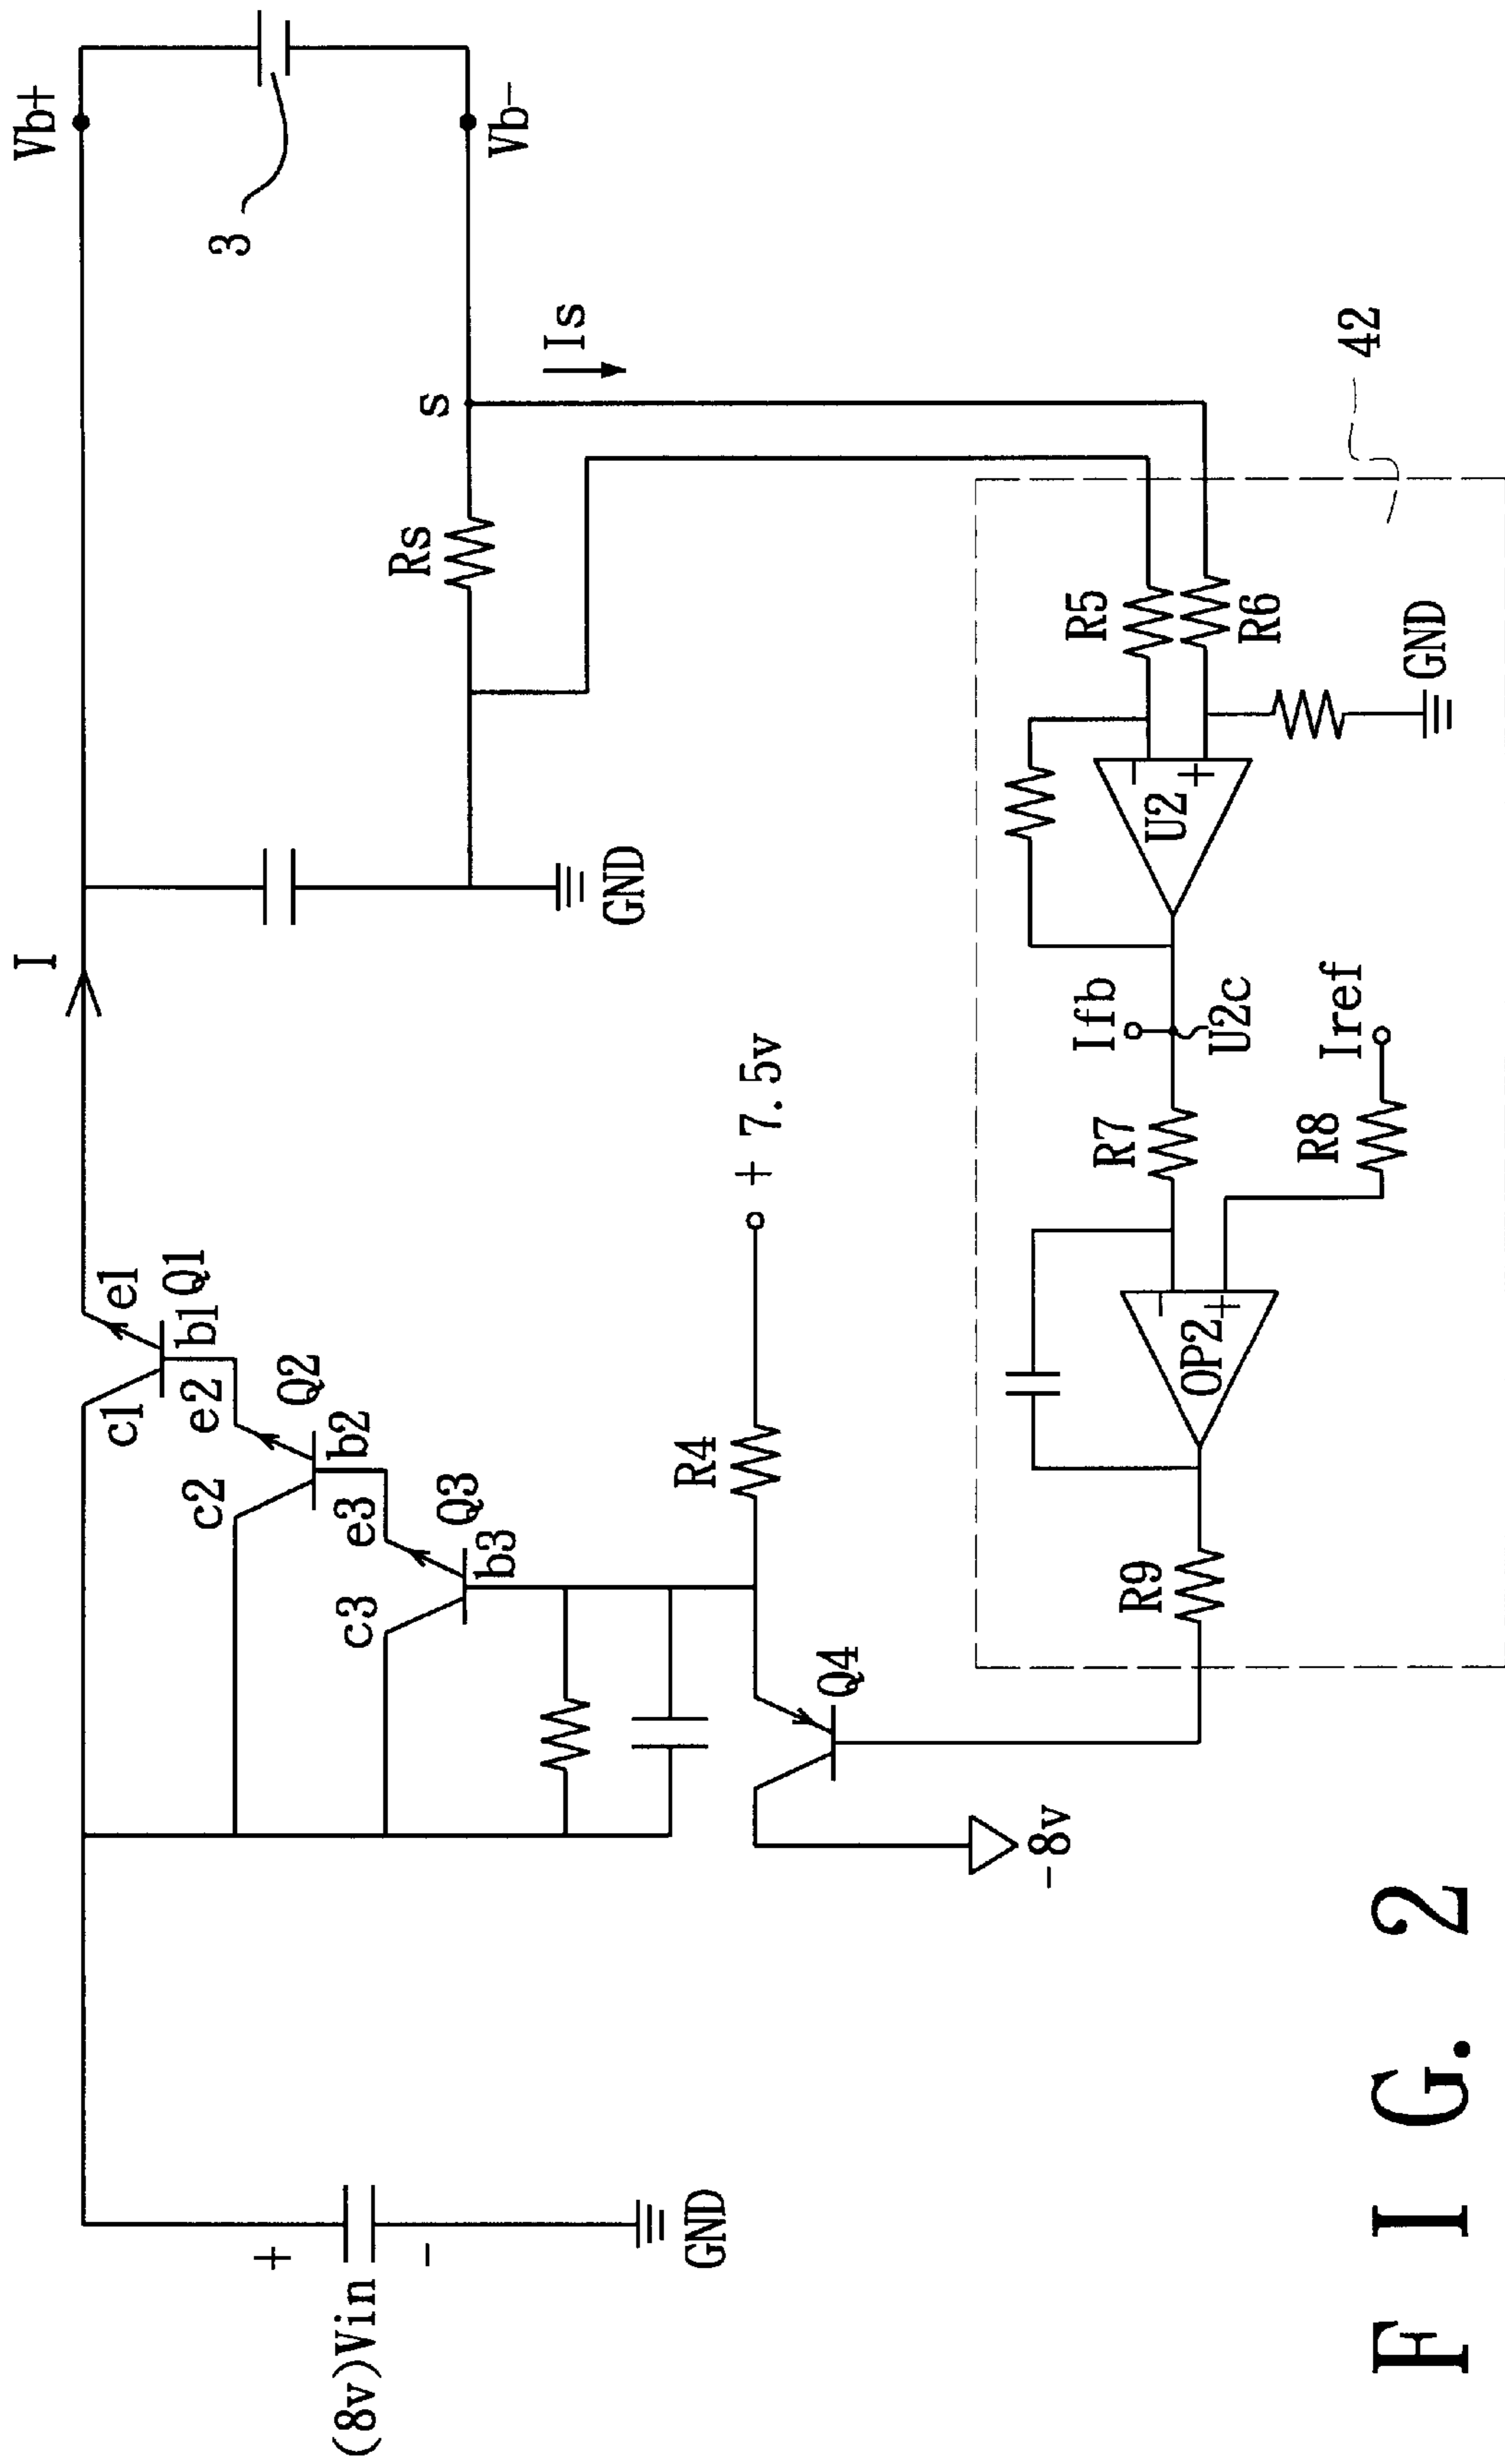 Vb+
3
Vb-
I
s
Is
Rs
GND
e1
Q1
c1
b1
e2
Q2
c2
b2
e3
Q3
c3
b3
R4
+7.5v
Q4
-8v
(8v)Vin
+
-
GND
42
R5
R6
GND
-
+
U2
Ifb
U2c
Iref
R7
R8
-
+
OP2
R9
FIG. 2